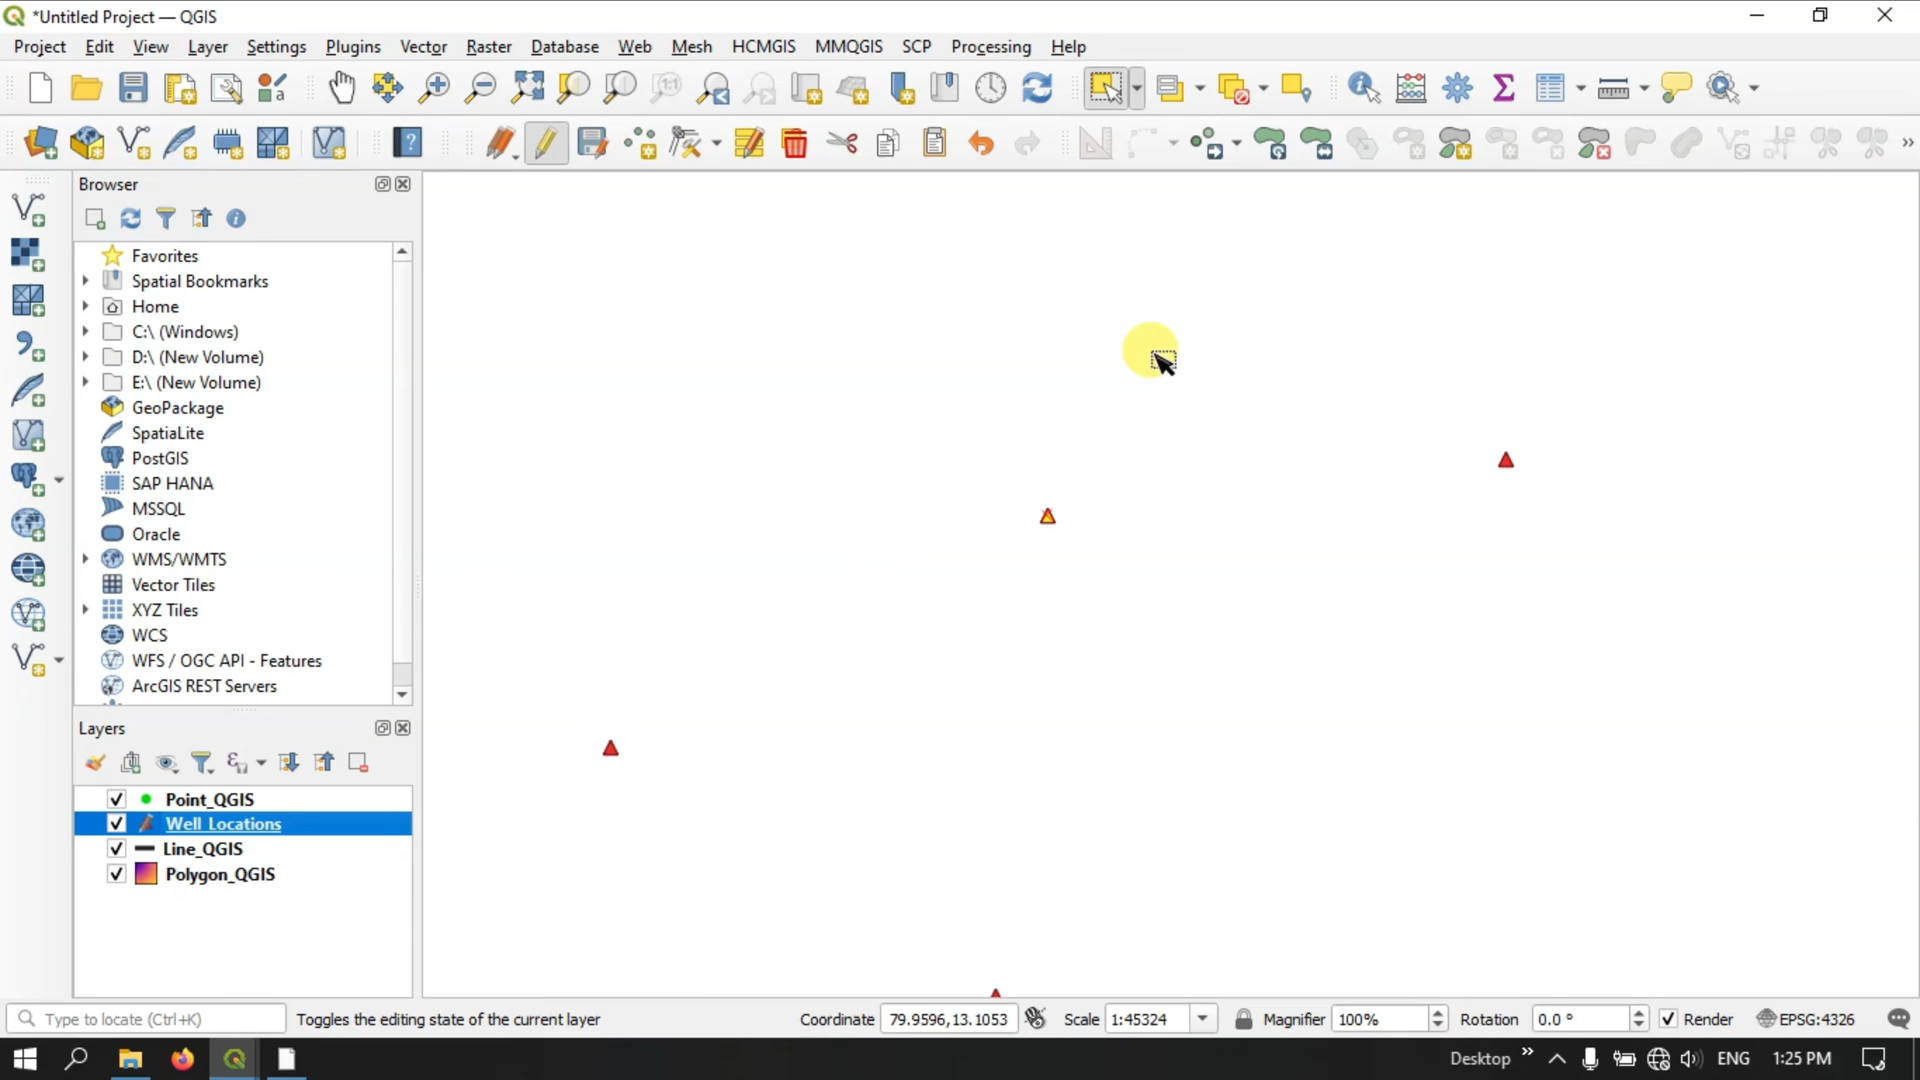 *Untitled Project — QGIS
Project Edit View Layer Settings Plugins Vector Raster Database Web Mesh HCMGIS MMQGIS SCP Processing Help
Browser
Favorites
Spatial Bookmarks
Home
C:\ (Windows)
D:\ (New Volume)
E:\ (New Volume)
GeoPackage
SpatiaLite
PostGIS
SAP HANA
MSSQL
Oracle
WMS/WMTS
Vector Tiles
XYZ Tiles
WCS
WFS / OGC API - Features
ArcGIS REST Servers
Layers
Point_QGIS
Well Locations
Line_QGIS
Polygon_QGIS
Type to locate (Ctrl+K) Toggles the editing state of the current layer Coordinate 79.9596,13.1053 Scale 1:45324 Magnifier 100% Rotation 0.0 ° Render EPSG:4326
Desktop » ENG 1:25 PM